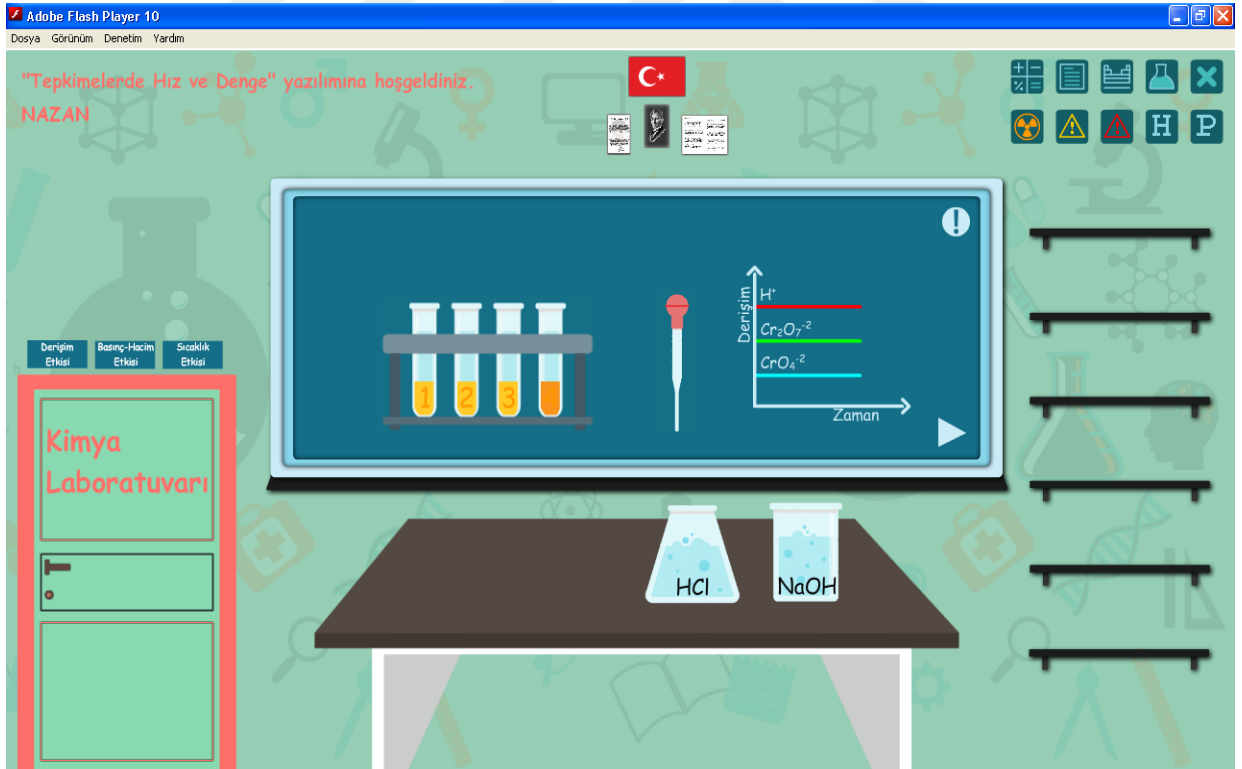 Adobe Flash Player 10
Dosya Görünüm Denetim Yardım
"Tepkimelerde Hız ve Denge" yazılımına hoşgeldiniz.
NAZAN
H P
!
Derişim
H⁺
Cr₂O₇⁻²
CrO₄⁻²
Zaman
1 2 3
Derişim Etkisi
Basınç-Hacim Etkisi
Sıcaklık Etkisi
Kimya
Laboratuvarı
HCl
NaOH